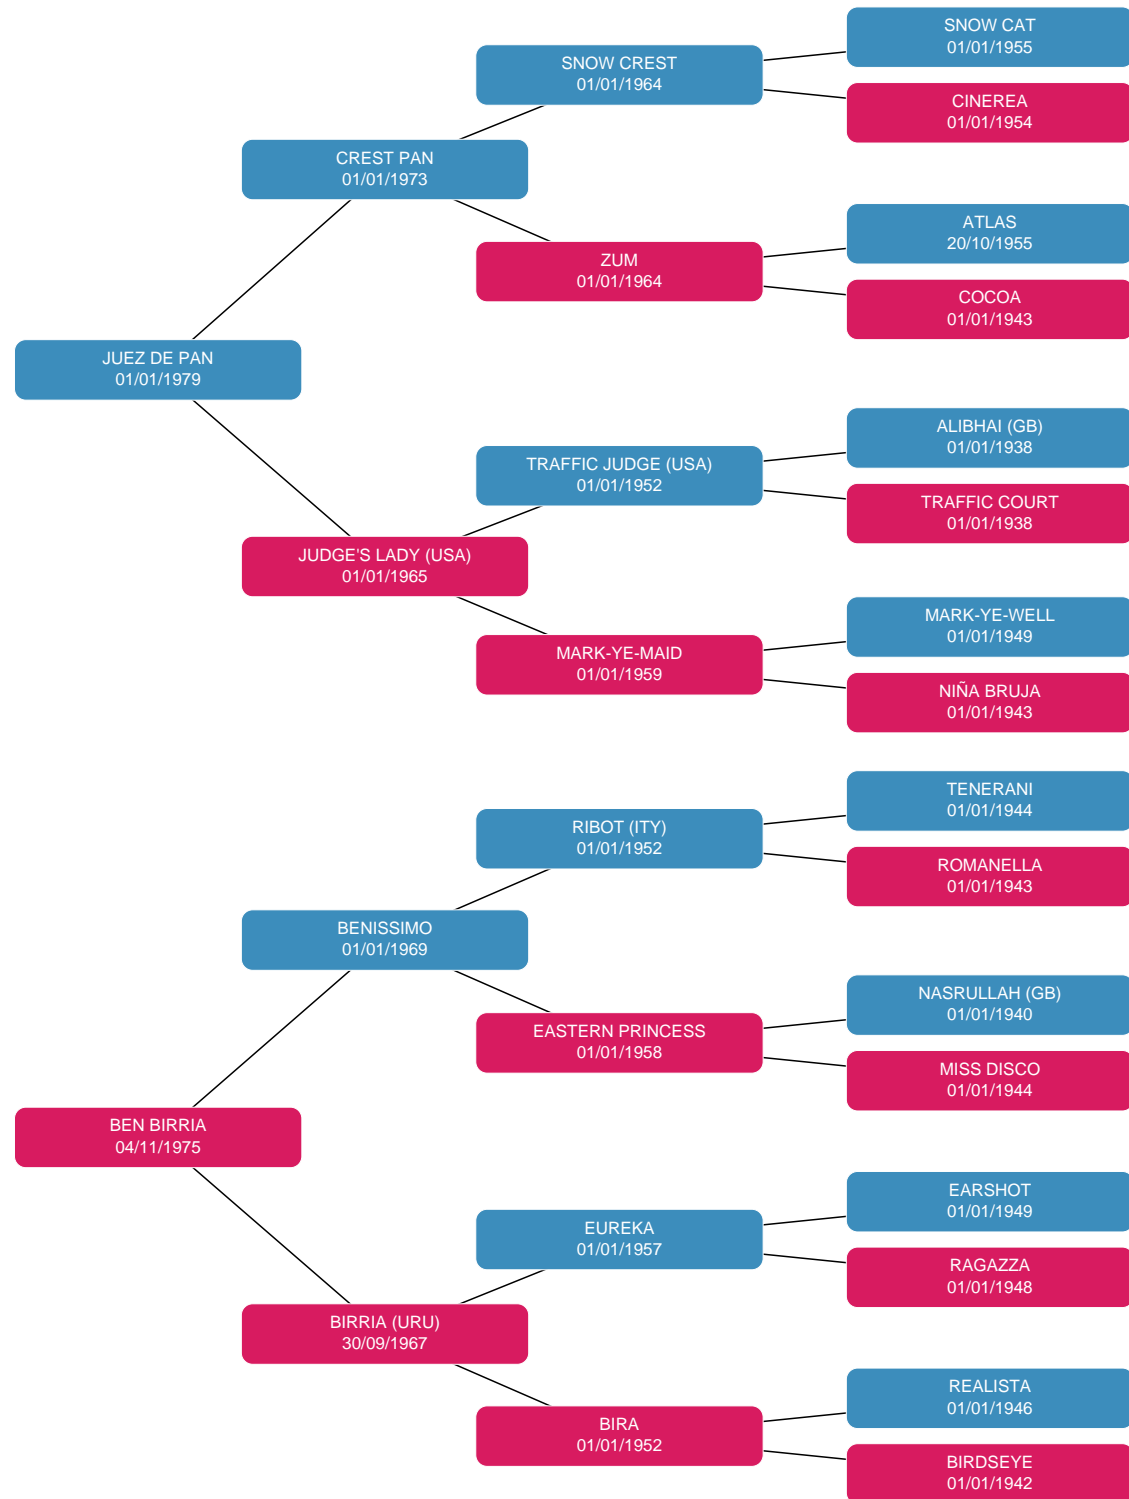 SNOW CAT
01/01/1955
SNOW CREST
01/01/1964
CINEREA
01/01/1954
CREST PAN
01/01/1973
ATLAS
20/10/1955
ZUM
01/01/1964
COCOA
01/01/1943
JUEZ DE PAN
01/01/1979
ALIBHAI (GB)
01/01/1938
TRAFFIC JUDGE (USA)
01/01/1952
TRAFFIC COURT
01/01/1938
JUDGE'S LADY (USA)
01/01/1965
MARK-YE-WELL
01/01/1949
MARK-YE-MAID
01/01/1959
NIÑA BRUJA
01/01/1943
TENERANI
01/01/1944
RIBOT (ITY)
01/01/1952
ROMANELLA
01/01/1943
BENISSIMO
01/01/1969
NASRULLAH (GB)
01/01/1940
EASTERN PRINCESS
01/01/1958
MISS DISCO
01/01/1944
BEN BIRRIA
04/11/1975
EARSHOT
01/01/1949
EUREKA
01/01/1957
RAGAZZA
01/01/1948
BIRRIA (URU)
30/09/1967
REALISTA
01/01/1946
BIRA
01/01/1952
BIRDSEYE
01/01/1942